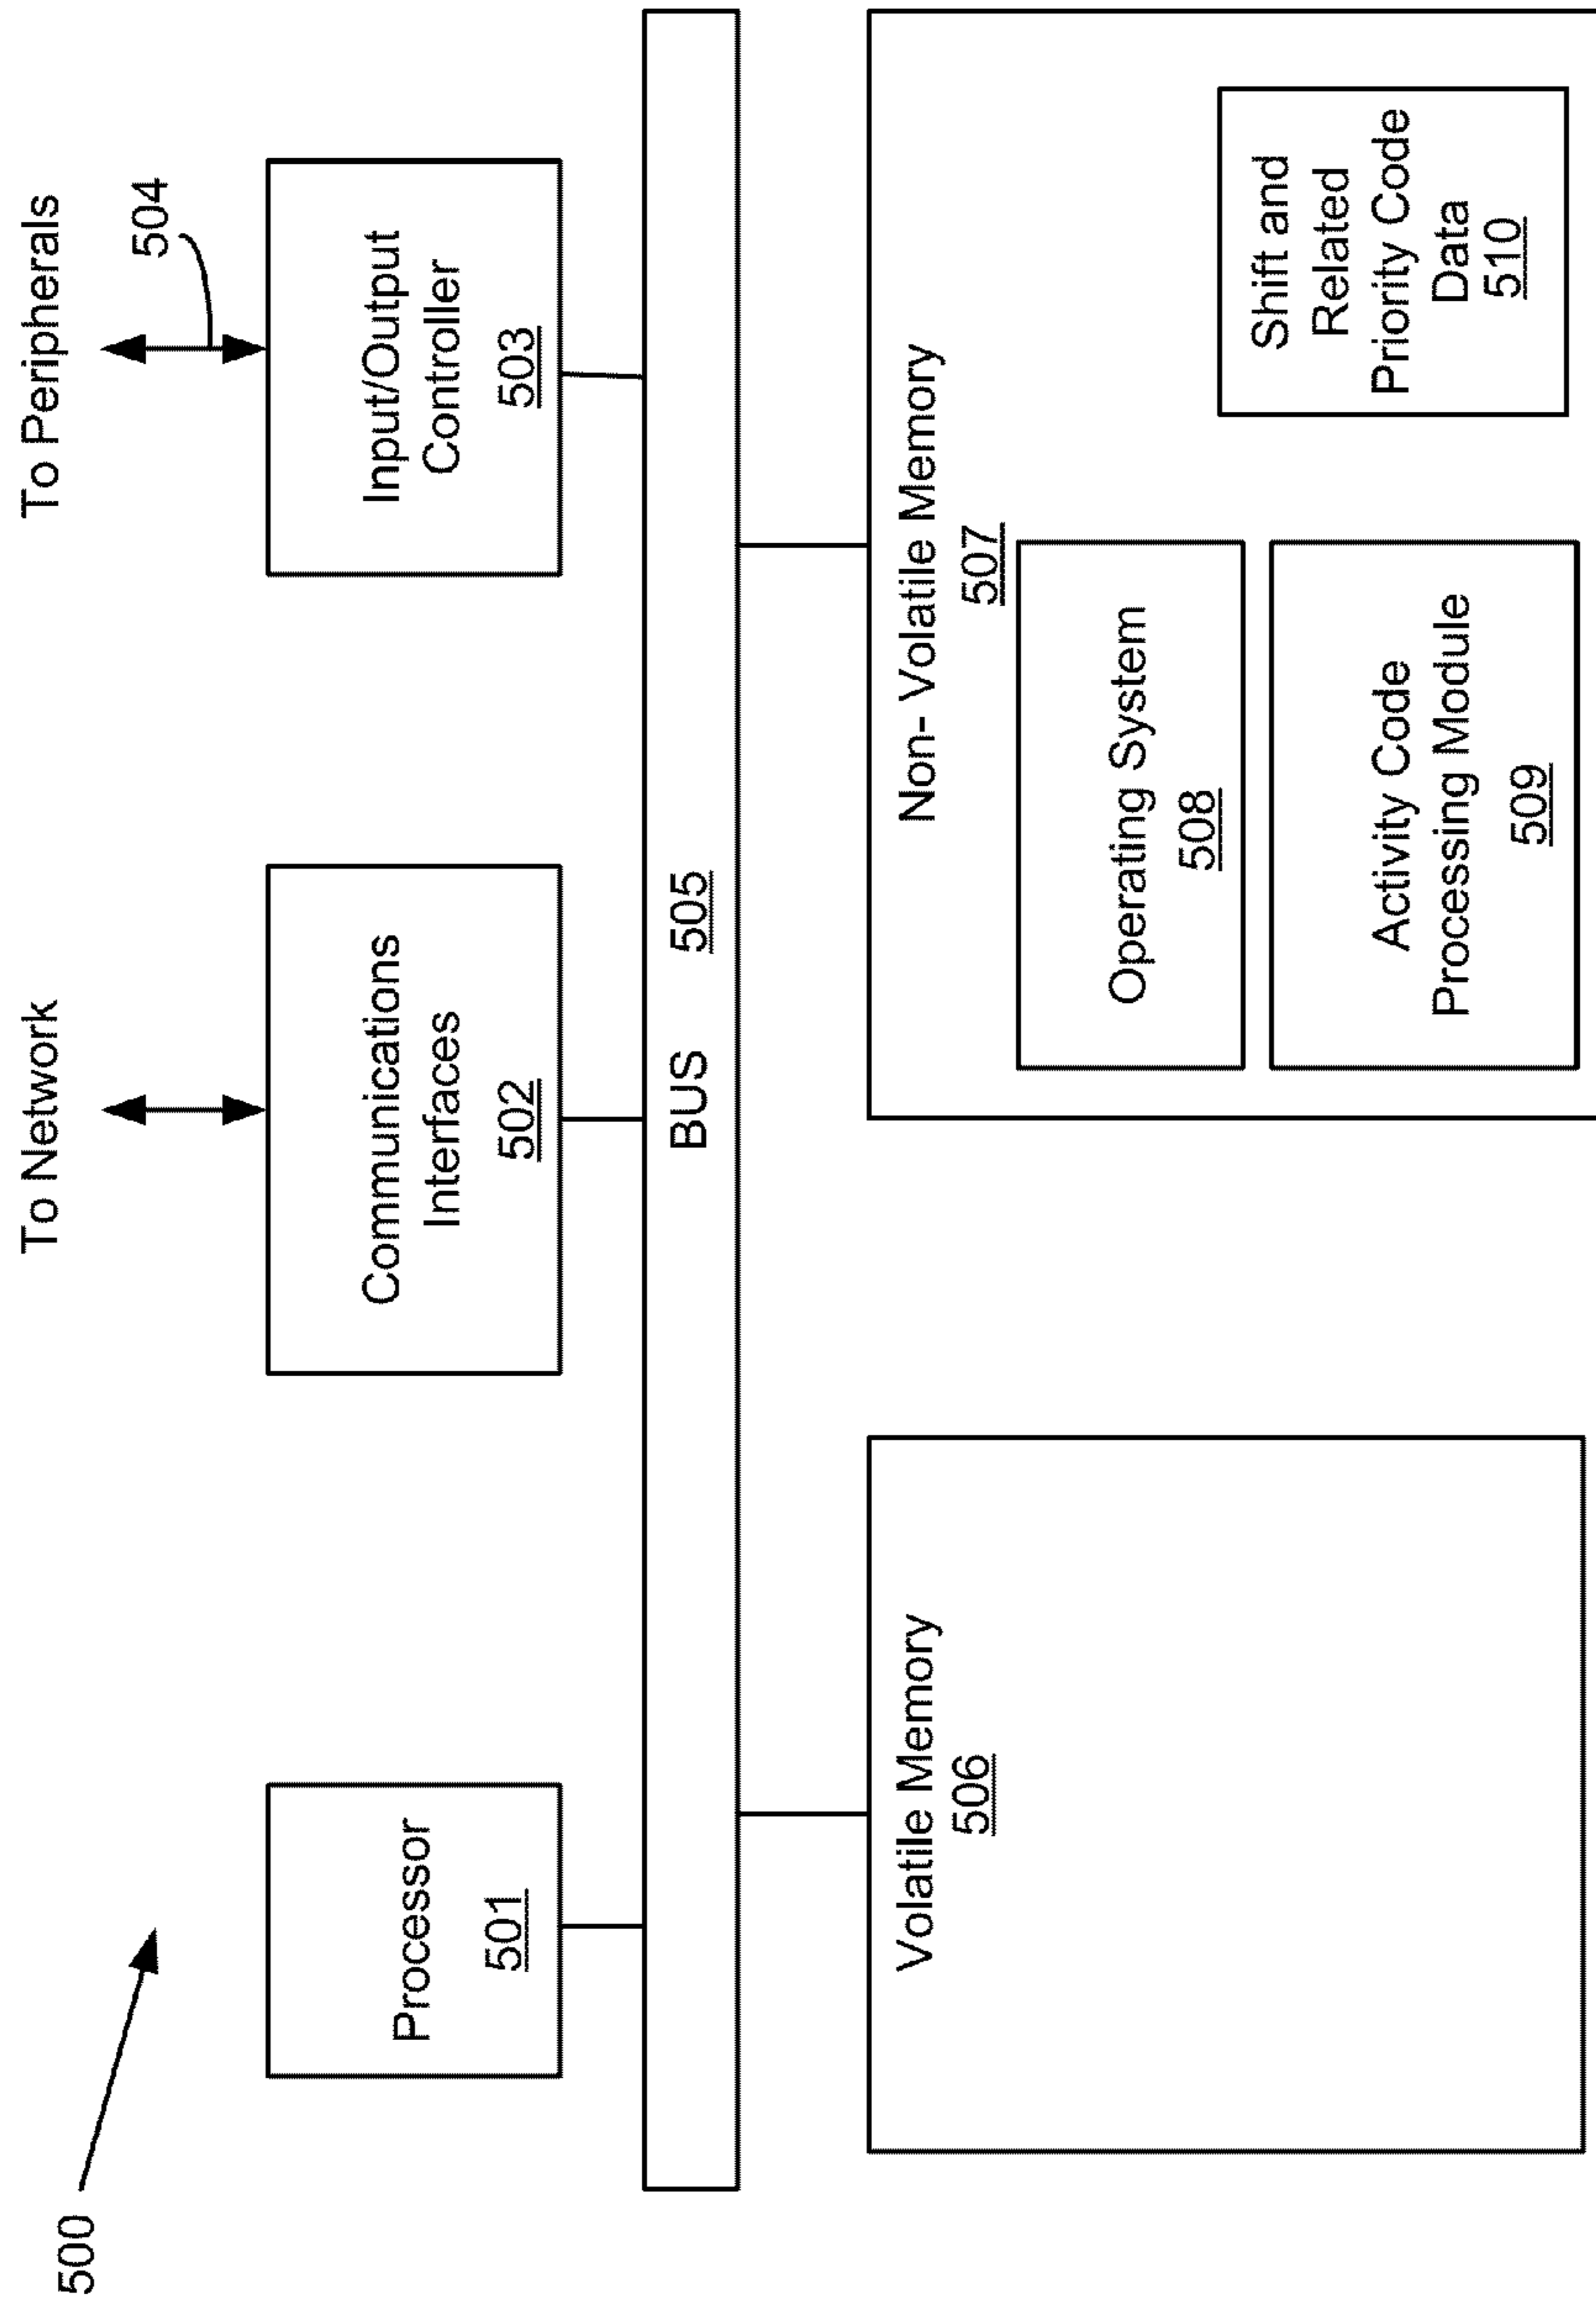 500
To Network
To Peripherals
504
Processor
501
Communications
Interfaces
502
Input/Output
Controller
503
BUS 505
Volatile Memory
506
Non- Volatile Memory
507
Operating System
508
Activity Code
Processing Module
509
Shift and
Related
Priority Code
Data
510